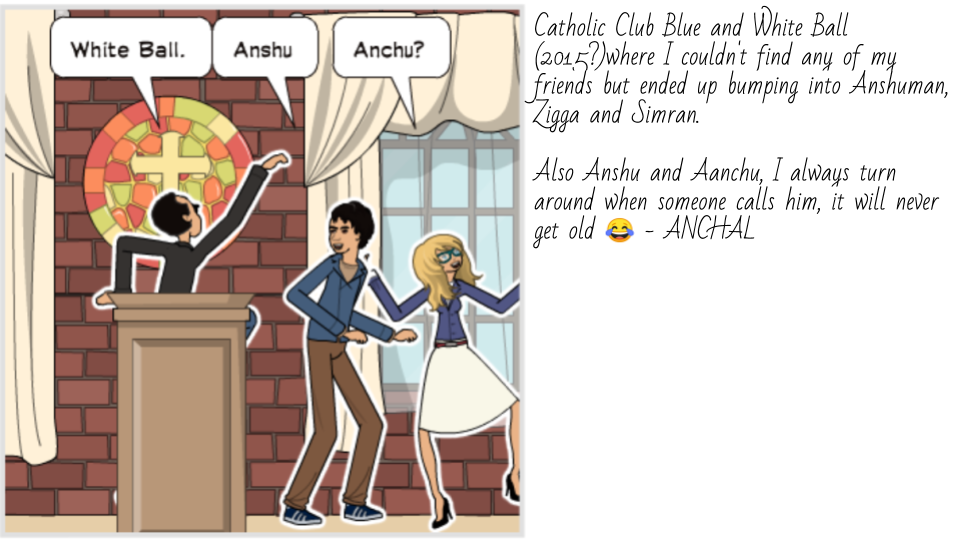 White Ball.
Anshu
Anchu?
Catholic Club Blue and White Ball
(2015?)where I couldn't find any of my
friends but ended up bumping into Anshuman,
Zigga and Simran.
Also Anshu and Aanchu, I always turn
around when someone calls him, it will never
get old 😂 - ANCHAL